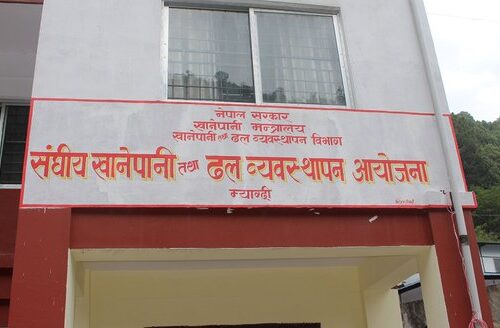 नेपाल सरकार
खानेपानी मन्त्रालय
खानेपानी तथा ढल व्यवस्थापन विभाग
संघीय खानेपानी तथा ढल व्यवस्थापन आयोजना
म्याग्दी